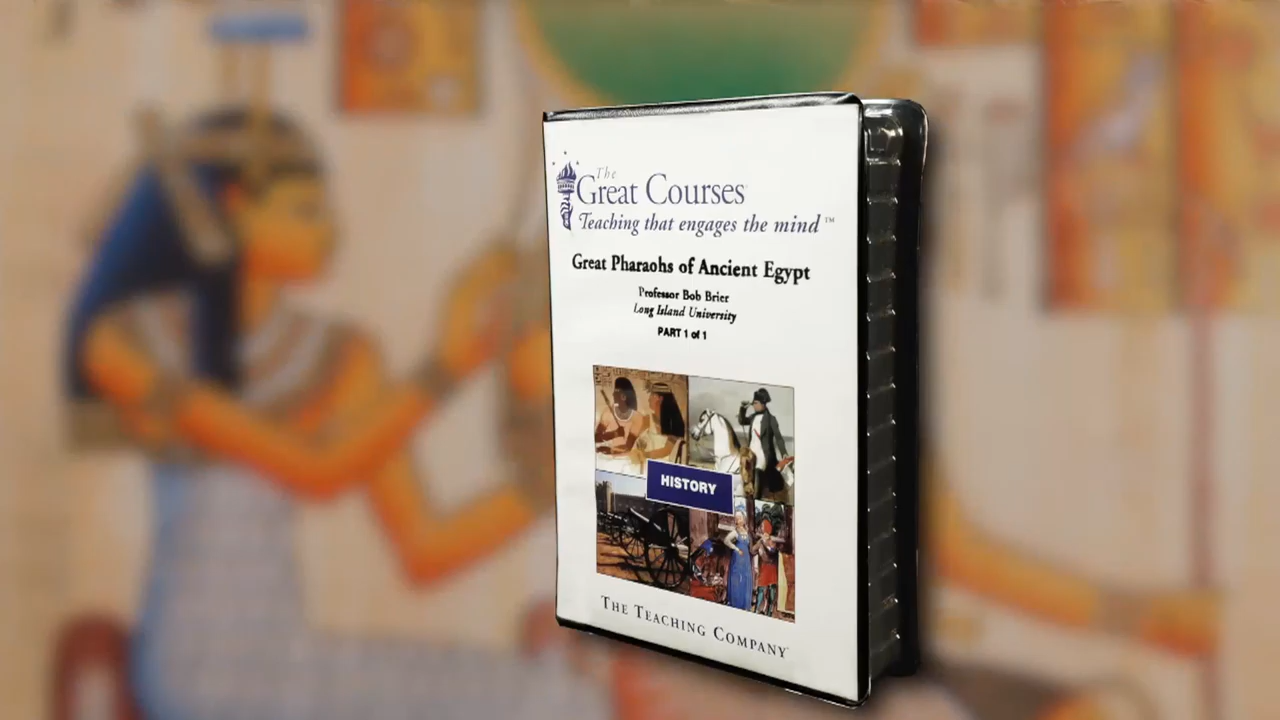 The
Great Courses
Teaching that engages the mind™
Great Pharaohs of Ancient Egypt
Professor Bob Brier
Long Island University
PART 1 of 1
HISTORY
THE TEACHING COMPANY